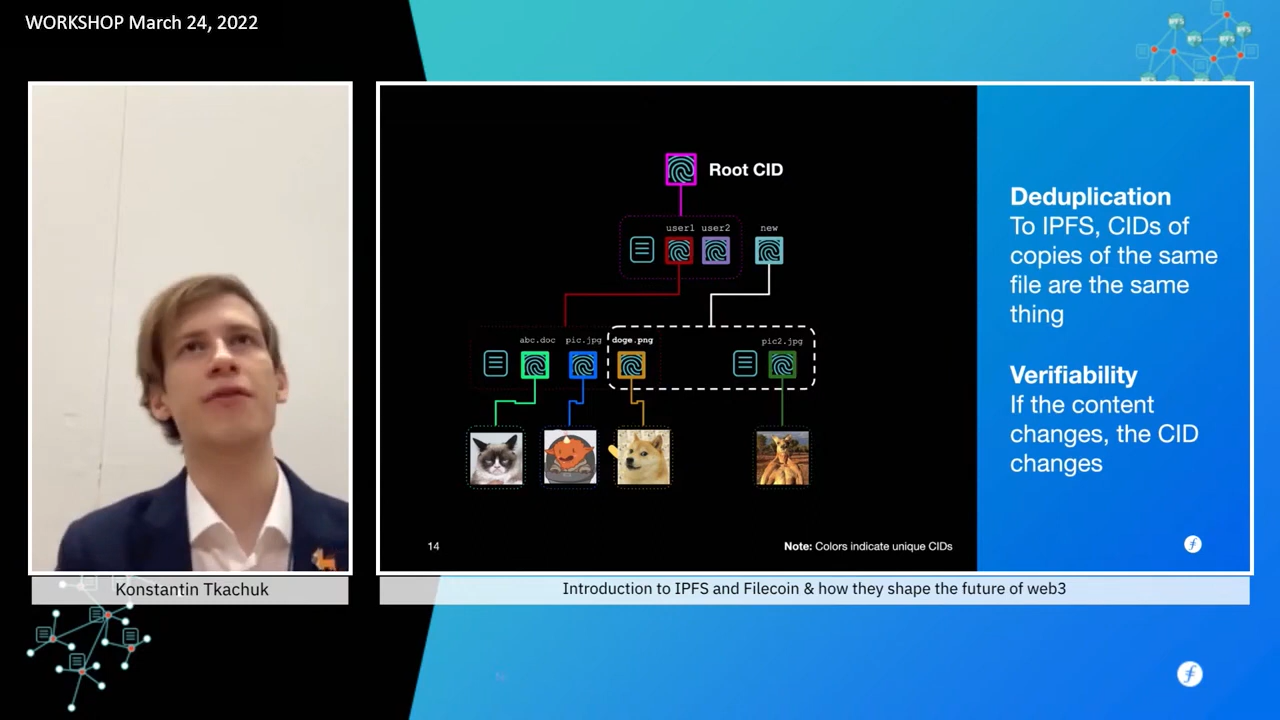 WORKSHOP March 24, 2022
Root CID
user1 user2 new
abc.doc pic.jpg doge.png pic2.jpg
14
Note: Colors indicate unique CIDs
Deduplication
To IPFS, CIDs of
copies of the same
file are the same
thing
Verifiability
If the content
changes, the CID
changes
Konstantin Tkachuk
Introduction to IPFS and Filecoin & how they shape the future of web3